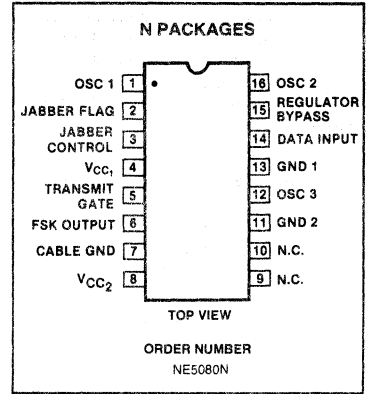 N PACKAGES
OSC 1 1
16 OSC 2
JABBER FLAG 2
15 REGULATOR
BYPASS
JABBER
CONTROL 3
14 DATA INPUT
VCC1 4
13 GND 1
TRANSMIT
GATE 5
12 OSC 3
FSK OUTPUT 6
11 GND 2
CABLE GND 7
10 N.C.
VCC2 8
9 N.C.
TOP VIEW
ORDER NUMBER
NE5080N